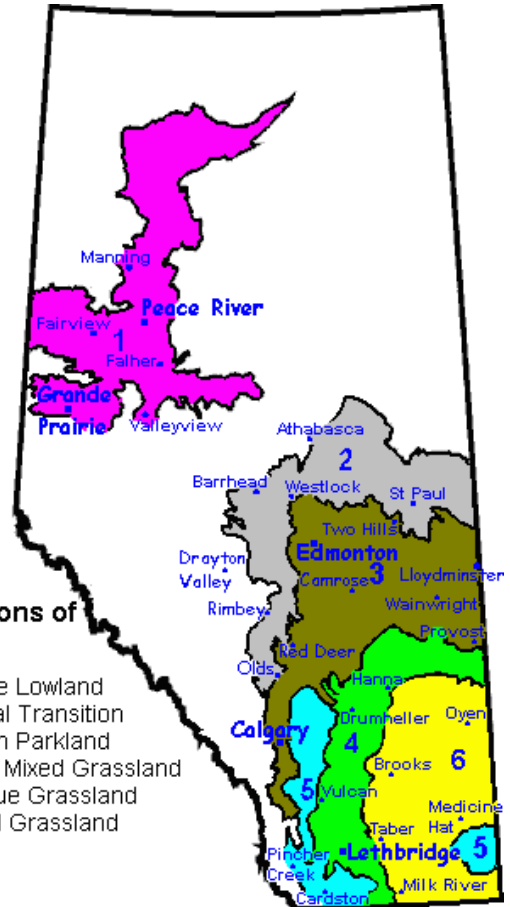 Manning
Peace River
Fairview
1
Falher
Grande
Prairie
Valleyview
Athabasca
2
Barrhead
Westlock
St Paul
Two Hills
Edmonton
Drayton
Valley
Camrose
3
Lloydminster
Wainwright
Rimbey
ons of
Provost
Red Deer
Olds
Hanna
e Lowland
al Transition
n Parkland
Mixed Grassland
ue Grassland
d Grassland
Drumheller
Oyen
Calgary
4
6
Brooks
5
Vulcan
Medicine
Hat
Taber
Pincher
Creek
Lethbridge
5
Cardston
Milk River